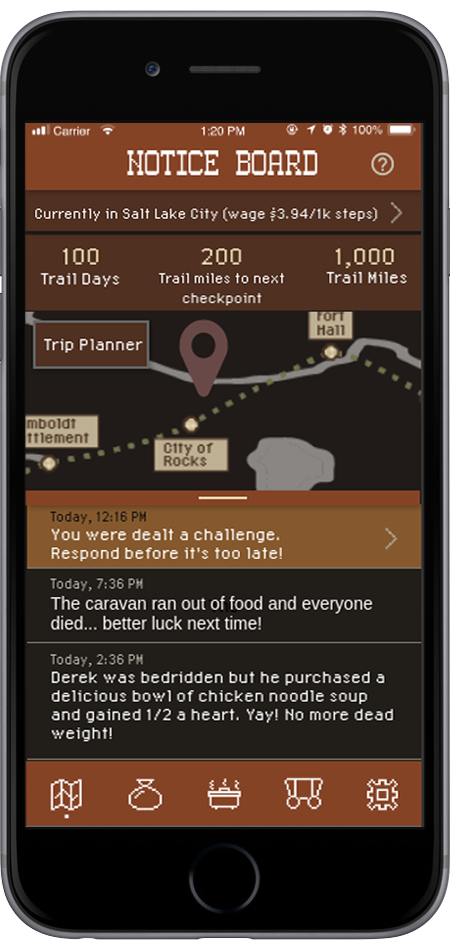 Carrier 1:20 PM 100%
NOTICE BOARD
?
Currently in Salt Lake City (wage $3.94/1k steps)
100 200 1,000
Trail Days Trail miles to next Trail Miles
checkpoint
Fort
Hall
Trip Planner
mboldt
ttlement
City of
Rocks
Today, 12:16 PM
You were dealt a challenge.
Respond before it's too late!
Today, 7:36 PM
The caravan ran out of food and everyone
died... better luck next time!
Today, 2:36 PM
Derek was bedridden but he purchased a
delicious bowl of chicken noodle soup
and gained 1/2 a heart. Yay! No more dead
weight!